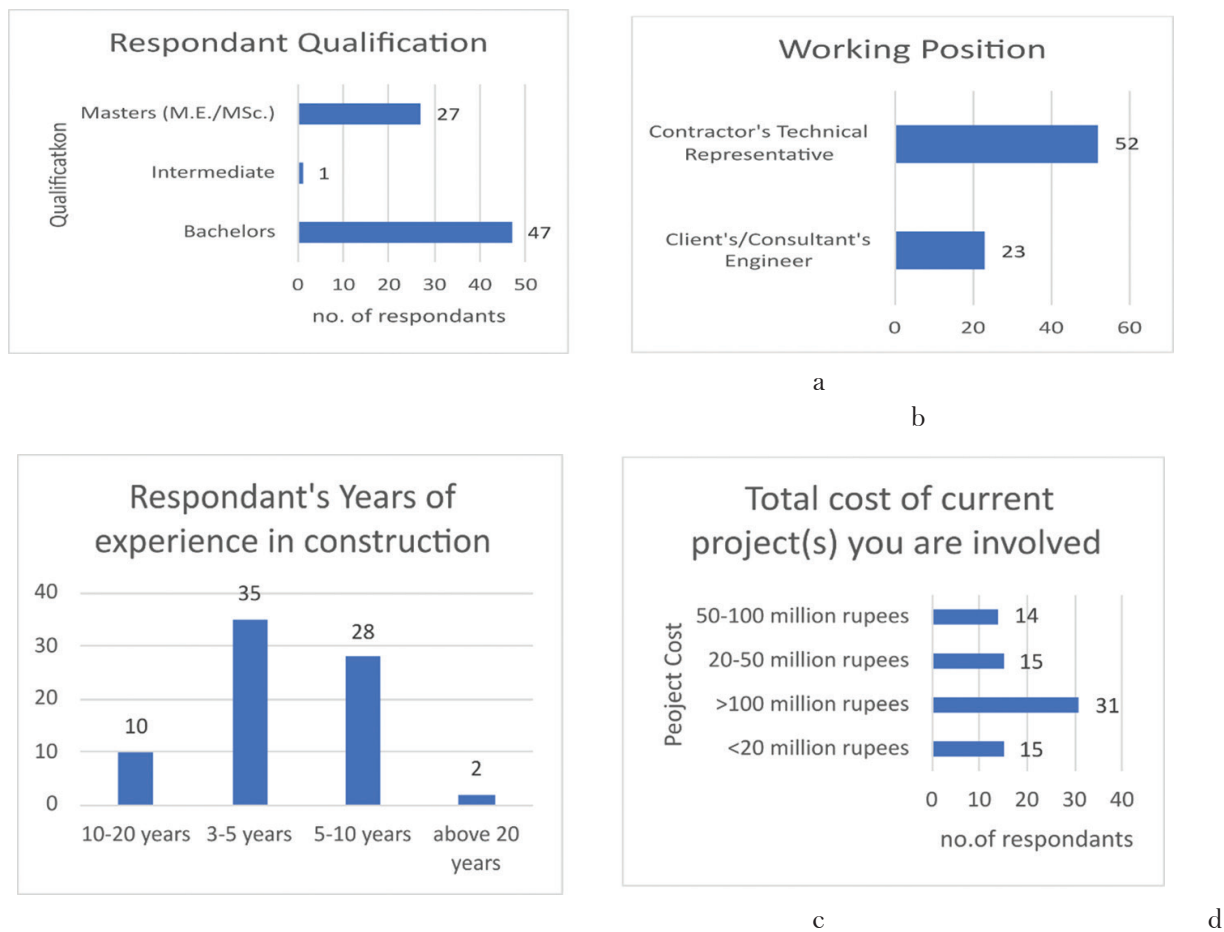 Respondant Qualification
Qualificatkon
Masters (M.E./MSc.)
27
Intermediate
1
Bachelors
47
0 10 20 30 40 50
no. of respondants
Working Position
Contractor's Technical
Representative
52
Client's/Consultant's
Engineer
23
0 20 40 60
a
b
Respondant's Years of
experience in construction
40
30
20
10
0
10
35
28
2
10-20 years 3-5 years 5-10 years above 20
years
Total cost of current
project(s) you are involved
Peoject Cost
50-100 million rupees
14
20-50 million rupees
15
>100 million rupees
31
<20 million rupees
15
0 10 20 30 40
no.of respondants
c d